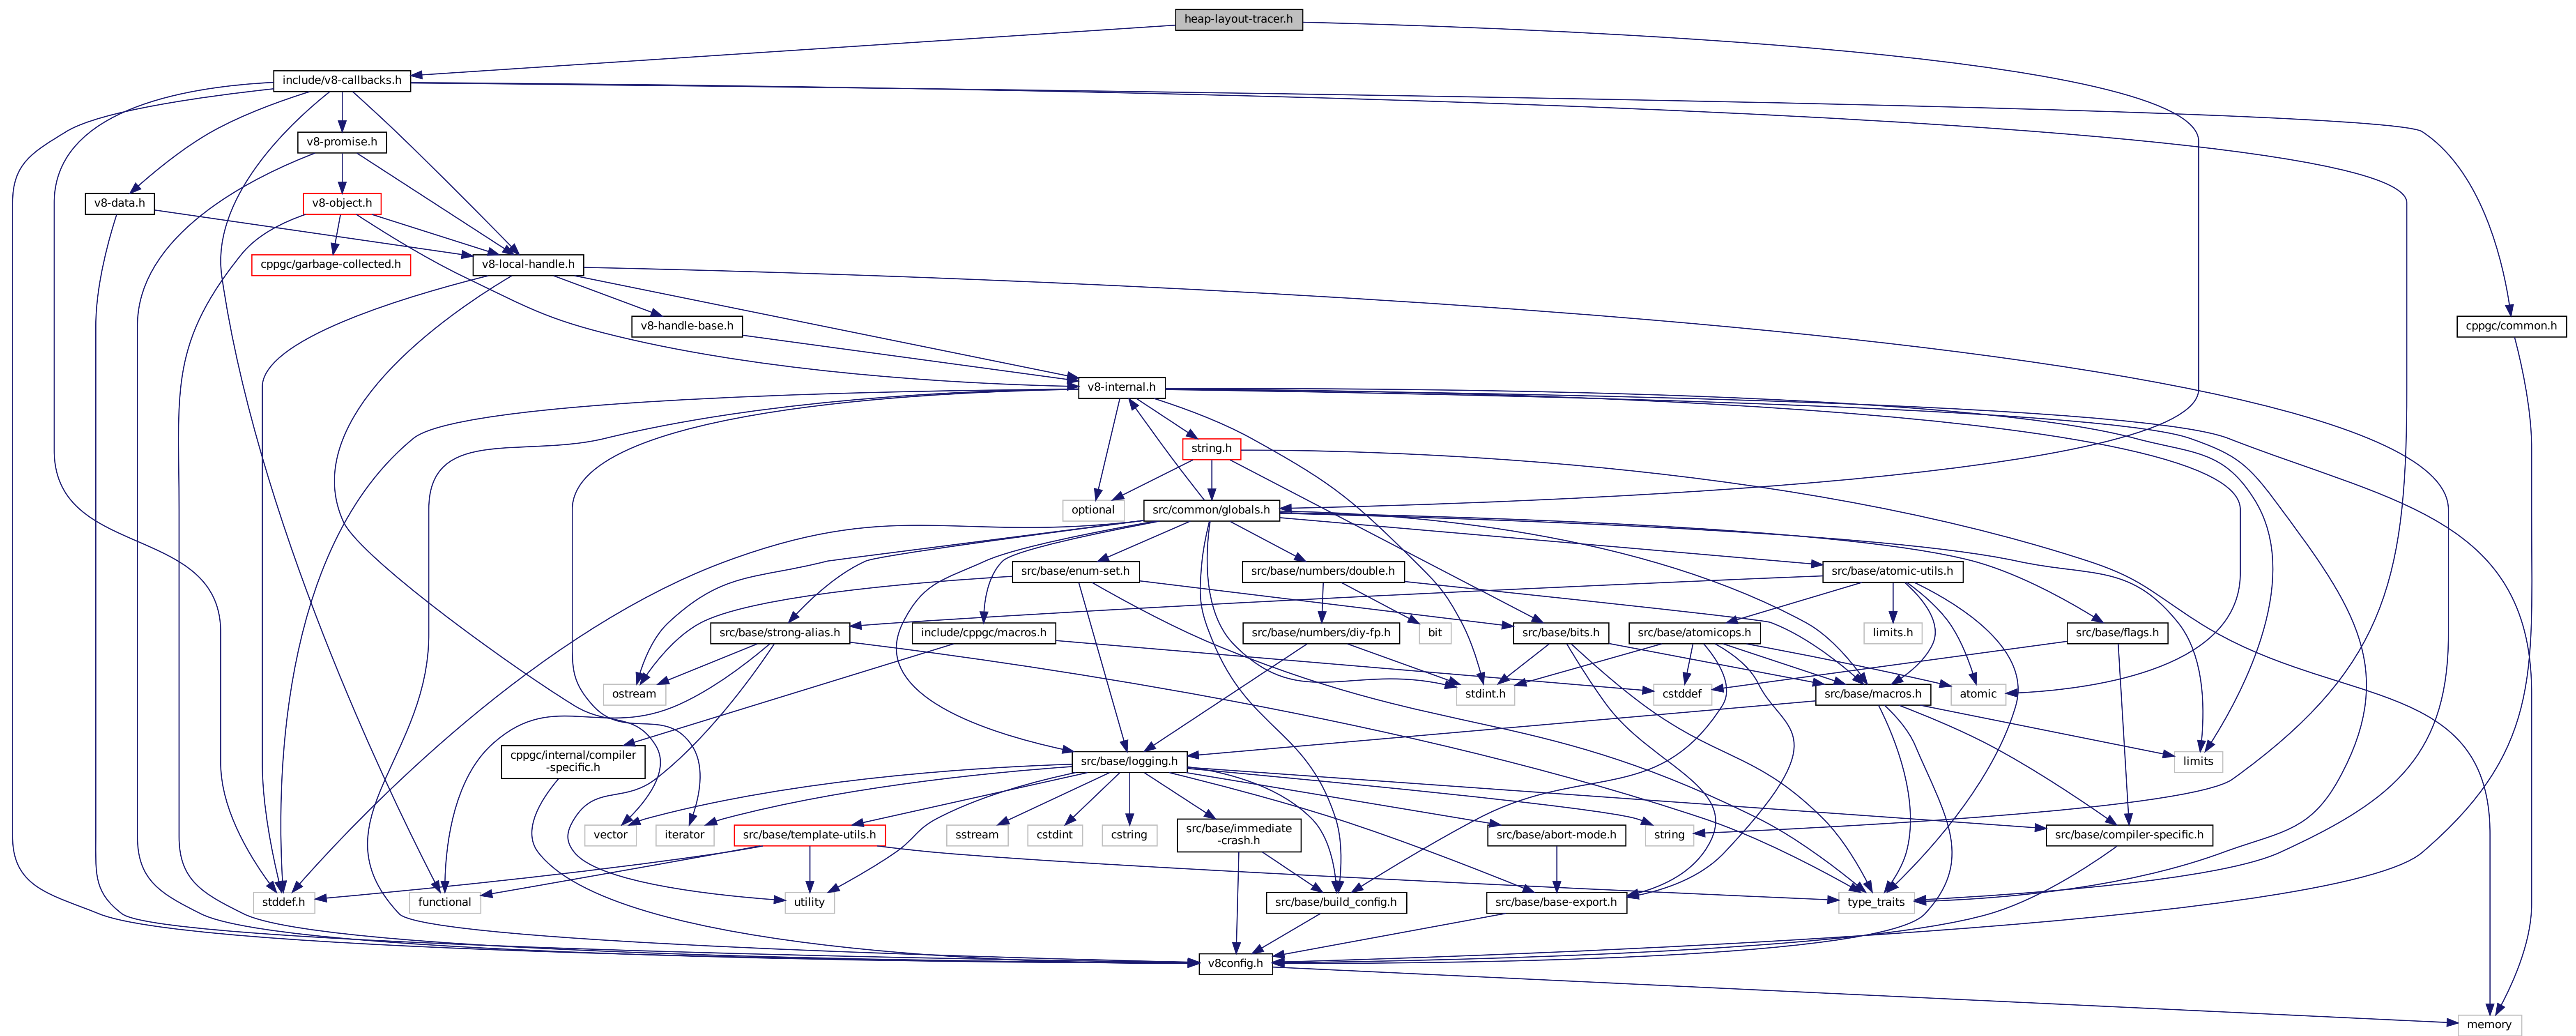 heap-layout-tracer.h
include/v8-callbacks.h
v8-promise.h
v8-data.h
v8-object.h
cppgc/garbage-collected.h
v8-local-handle.h
v8-handle-base.h
cppgc/common.h
v8-internal.h
string.h
optional
src/common/globals.h
src/base/enum-set.h
src/base/numbers/double.h
src/base/atomic-utils.h
src/base/strong-alias.h
include/cppgc/macros.h
src/base/numbers/diy-fp.h
bit
src/base/bits.h
src/base/atomicops.h
limits.h
src/base/flags.h
ostream
stdint.h
cstddef
src/base/macros.h
atomic
cppgc/internal/compiler
-specific.h
src/base/logging.h
limits
vector
iterator
src/base/template-utils.h
sstream
cstdint
cstring
src/base/immediate
-crash.h
src/base/abort-mode.h
string
src/base/compiler-specific.h
stddef.h
functional
utility
src/base/build_config.h
src/base/base-export.h
type_traits
v8config.h
memory